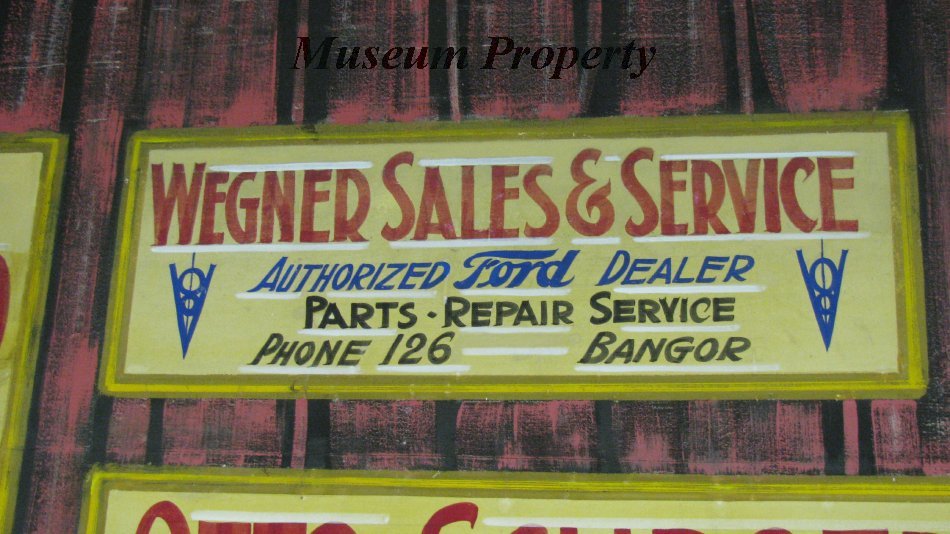 Museum Property
WEGNER SALES & SERVICE
AUTHORIZED Ford DEALER
PARTS · REPAIR SERVICE
PHONE 126 BANGOR